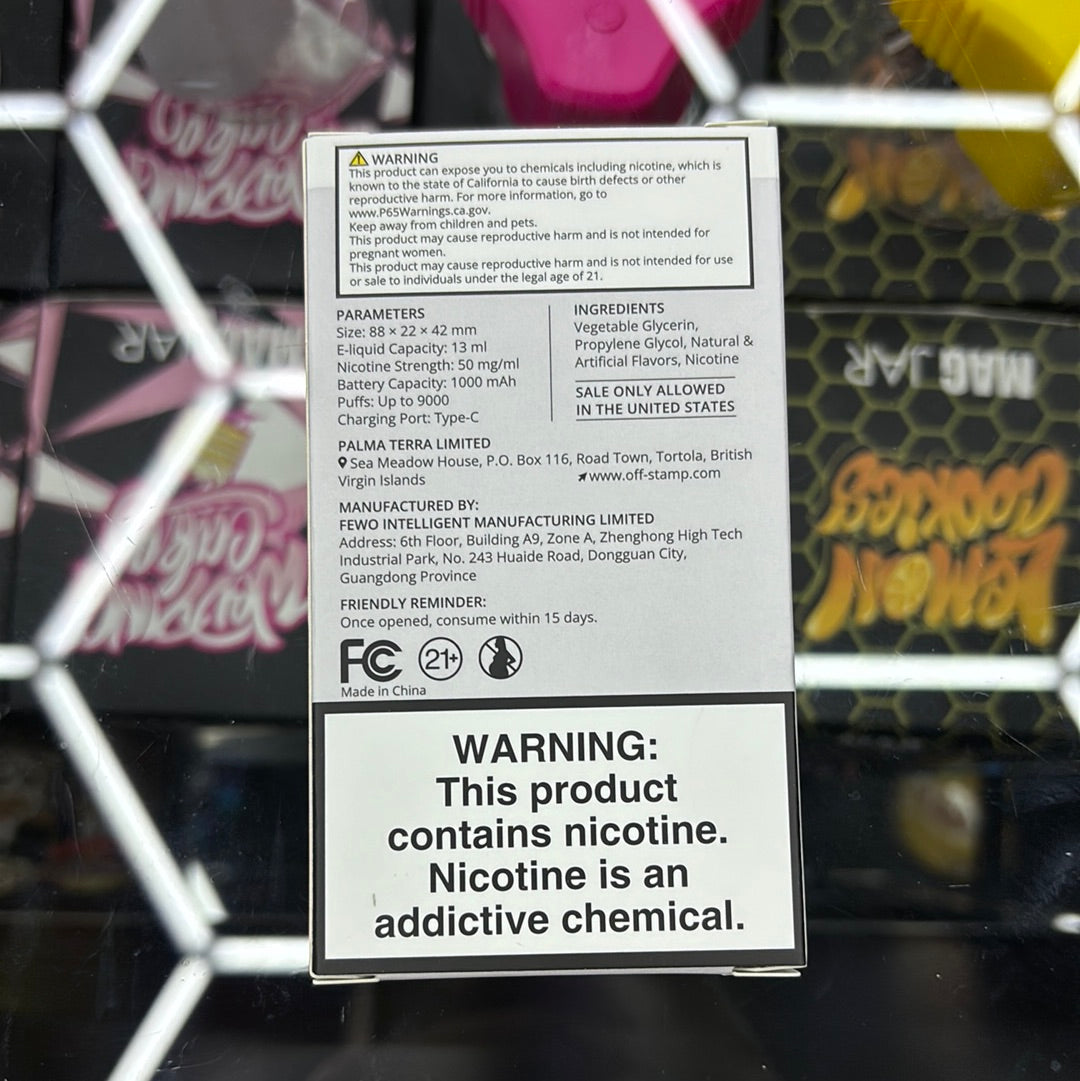 WARNING
This product can expose you to chemicals including nicotine, which is
known to the state of California to cause birth defects or other
reproductive harm. For more information, go to
www.P65Warnings.ca.gov.
Keep away from children and pets.
This product may cause reproductive harm and is not intended for
pregnant women.
This product may cause reproductive harm and is not intended for use
or sale to individuals under the legal age of 21.
PARAMETERS
Size: 88 × 22 × 42 mm
E-liquid Capacity: 13 ml
Nicotine Strength: 50 mg/ml
Battery Capacity: 1000 mAh
Puffs: Up to 9000
Charging Port: Type-C
INGREDIENTS
Vegetable Glycerin,
Propylene Glycol, Natural &
Artificial Flavors, Nicotine
SALE ONLY ALLOWED
IN THE UNITED STATES
PALMA TERRA LIMITED
Sea Meadow House, P.O. Box 116, Road Town, Tortola, British
Virgin Islands
www.off-stamp.com
MANUFACTURED BY:
FEWO INTELLIGENT MANUFACTURING LIMITED
Address: 6th Floor, Building A9, Zone A, Zhenghong High Tech
Industrial Park, No. 243 Huaide Road, Dongguan City,
Guangdong Province
FRIENDLY REMINDER:
Once opened, consume within 15 days.
FC 21+
Made in China
WARNING:
This product
contains nicotine.
Nicotine is an
addictive chemical.
MAG JAR
LEMON
COOKIES